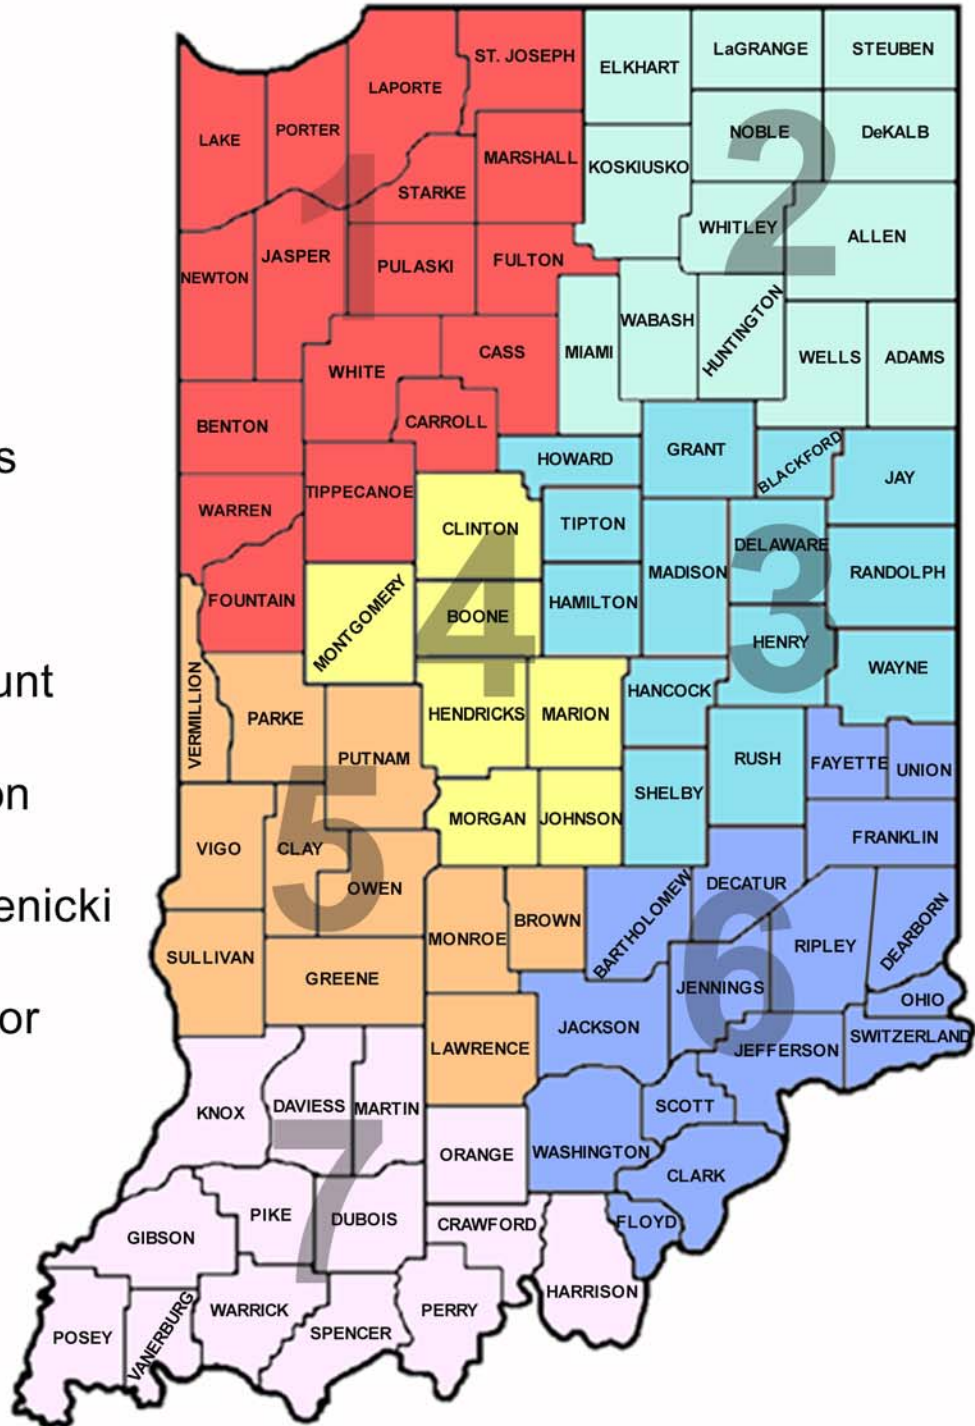 s
unt
on
enicki
or
ST. JOSEPH
ELKHART
LaGRANGE
STEUBEN
LAPORTE
LAKE
PORTER
NOBLE
DeKALB
MARSHALL
KOSKIUSKO
STARKE
1
2
WHITLEY
ALLEN
JASPER
PULASKI
FULTON
NEWTON
WABASH
HUNTINGTON
WHITE
CASS
MIAMI
WELLS
ADAMS
BENTON
CARROLL
HOWARD
GRANT
BLACKFORD
JAY
WARREN
TIPPECANOE
CLINTON
TIPTON
DELAWARE
4
3
MADISON
RANDOLPH
FOUNTAIN
MONTGOMERY
BOONE
HAMILTON
HENRY
WAYNE
VERMILLION
PARKE
HENDRICKS
MARION
HANCOCK
PUTNAM
RUSH
FAYETTE
UNION
SHELBY
MORGAN
JOHNSON
FRANKLIN
VIGO
CLAY
5
OWEN
BROWN
BARTHOLOMEW
DECATUR
DEARBORN
SULLIVAN
MONROE
RIPLEY
GREENE
6
JENNINGS
OHIO
JACKSON
LAWRENCE
JEFFERSON
SWITZERLAND
KNOX
DAVIESS
MARTIN
SCOTT
7
ORANGE
WASHINGTON
CLARK
PIKE
DUBOIS
CRAWFORD
FLOYD
GIBSON
HARRISON
WARRICK
PERRY
POSEY
VANERBURG
SPENCER